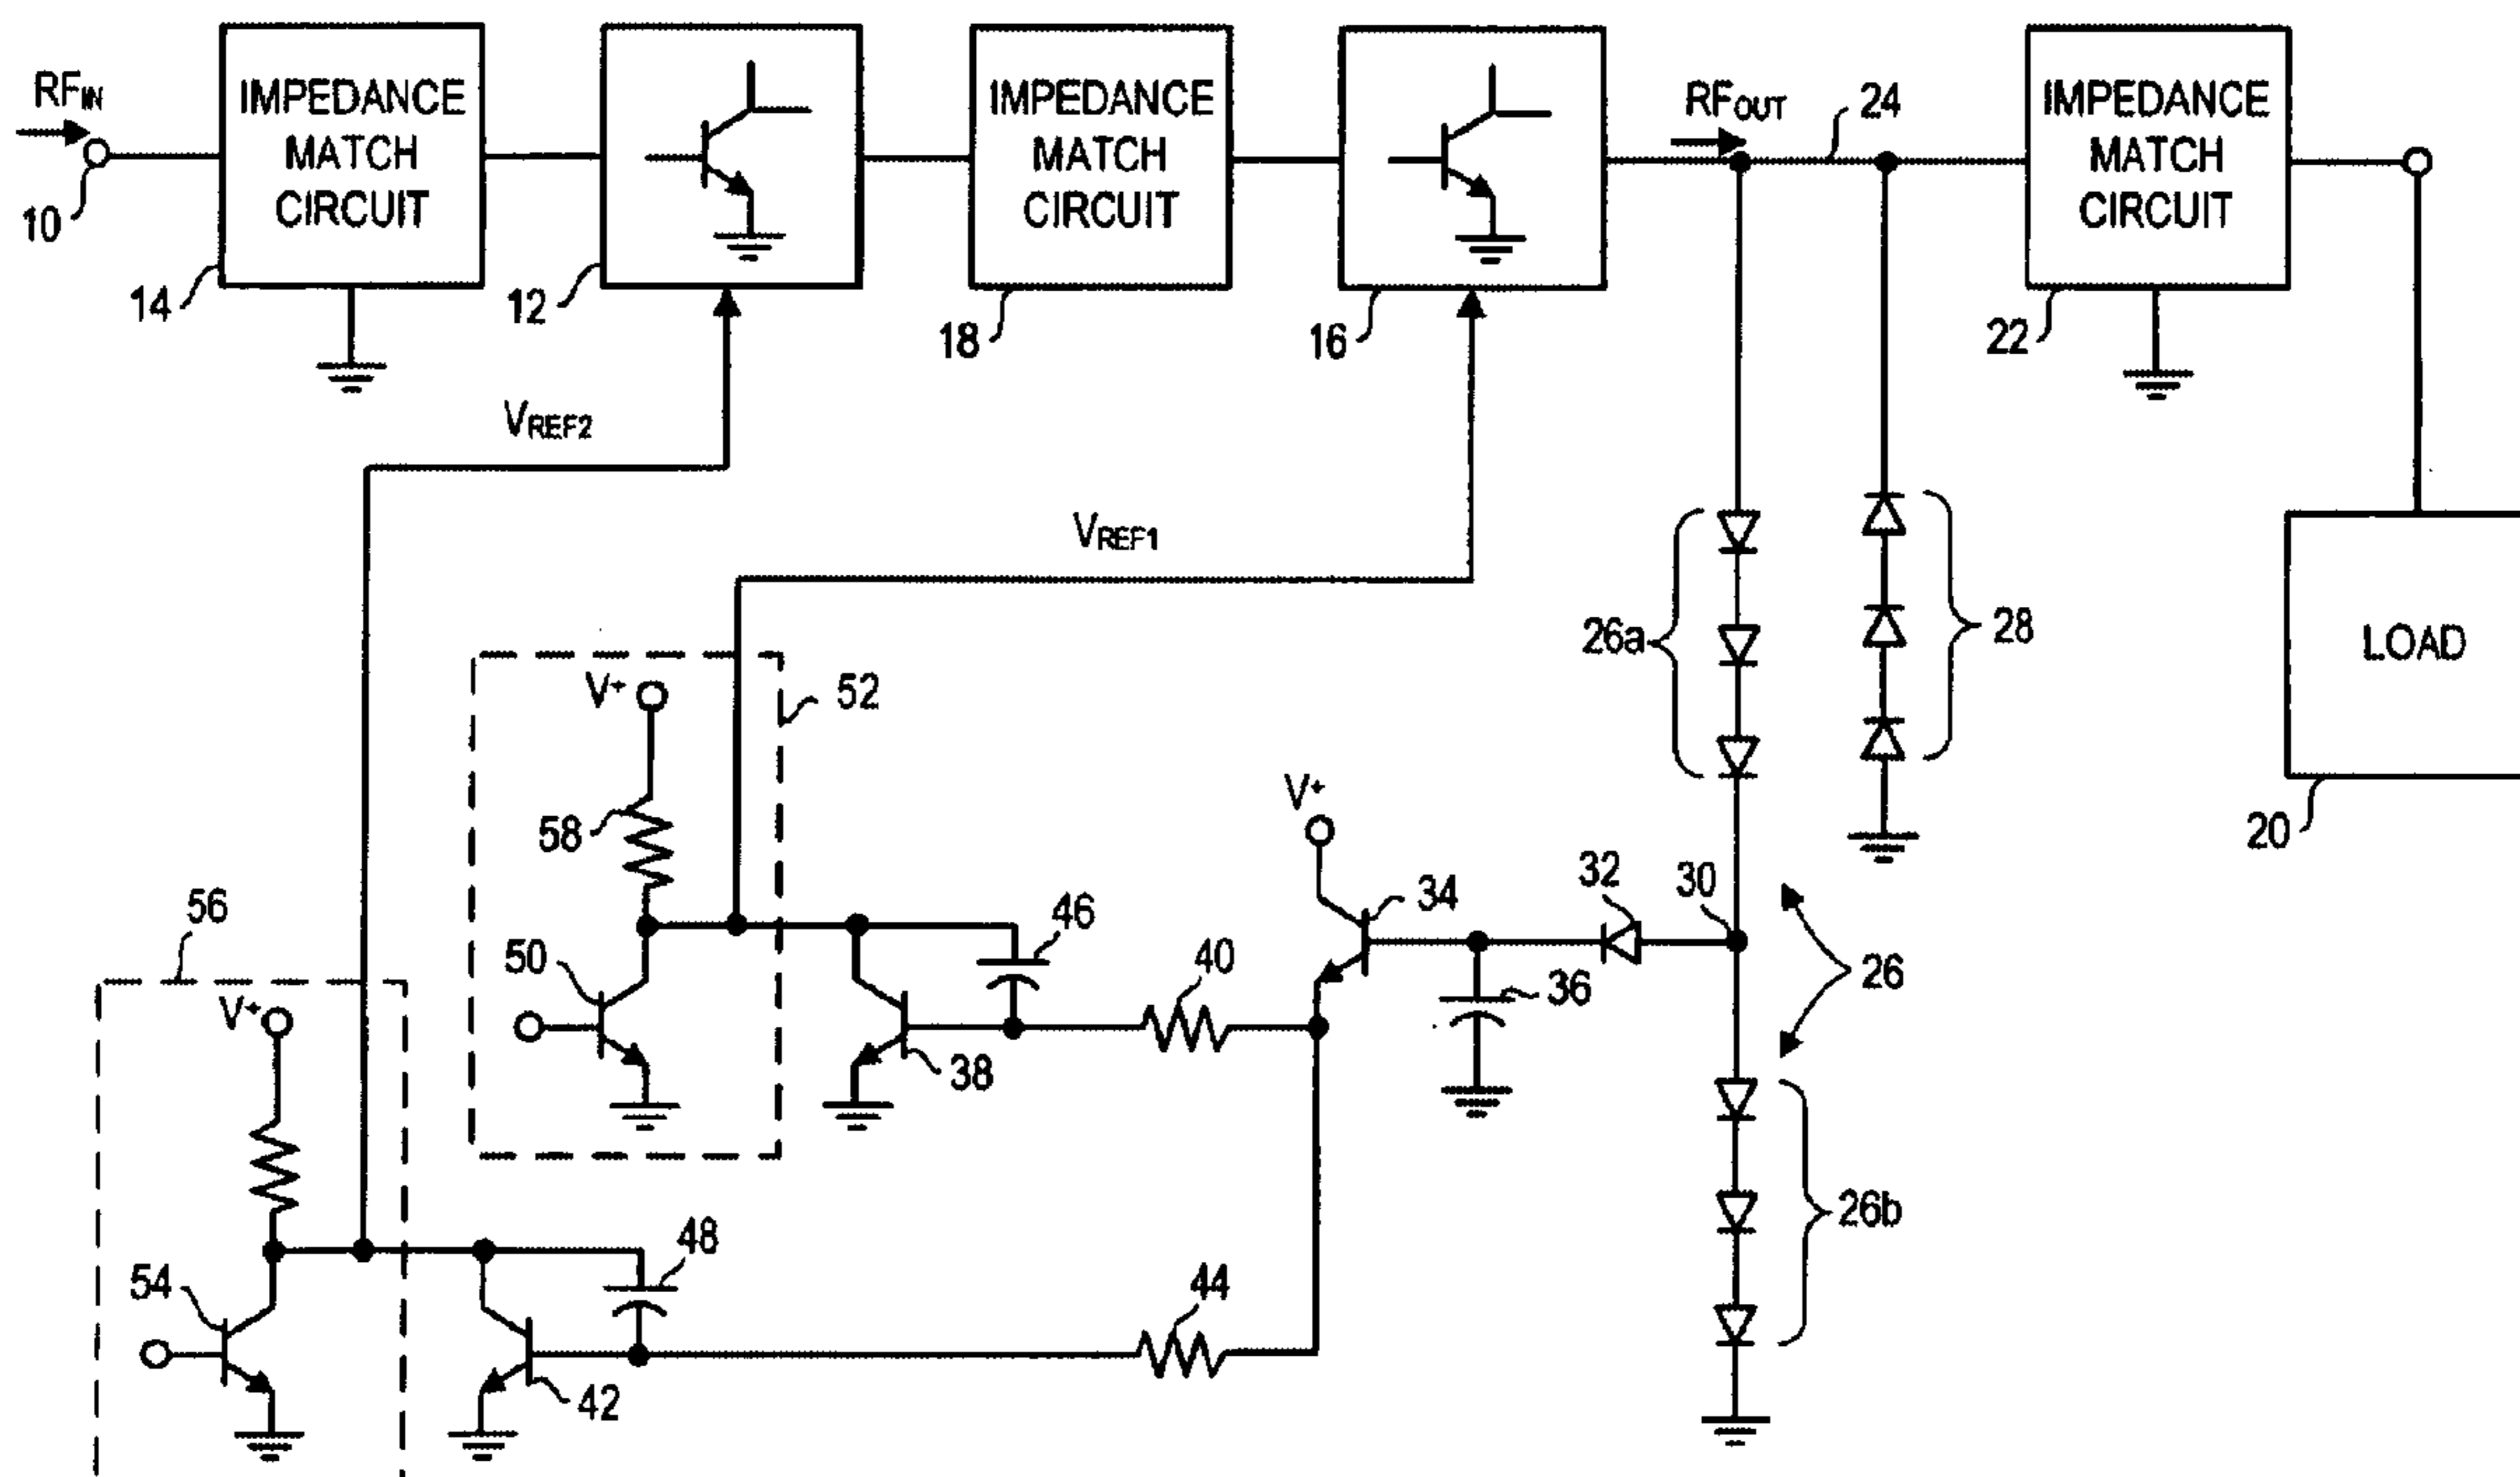 RFIN
10
IMPEDANCE
MATCH
CIRCUIT
14
12
IMPEDANCE
MATCH
CIRCUIT
18
16
RFOUT
24
IMPEDANCE
MATCH
CIRCUIT
22
VREF2
VREF1
26a
28
LOAD
20
V+
52
58
V+
34
32
30
26
56
V+
50
46
40
36
38
54
48
44
26b
42